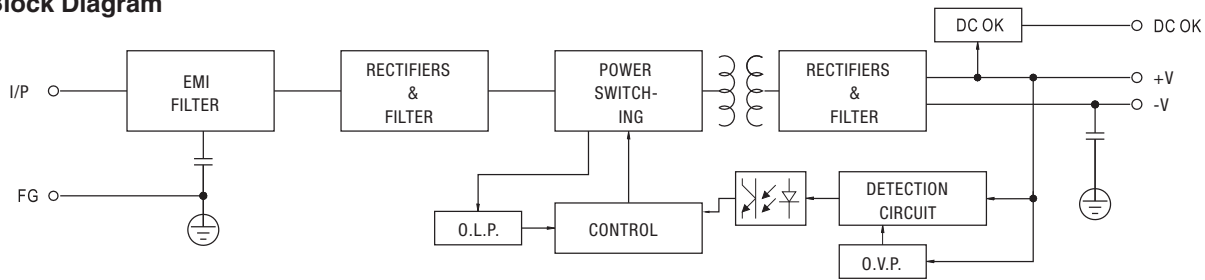 Block Diagram
I/P
EMI
FILTER
RECTIFIERS
&
FILTER
POWER
SWITCH-
ING
RECTIFIERS
&
FILTER
DC OK
DC OK
+V
-V
FG
O.L.P.
CONTROL
DETECTION
CIRCUIT
O.V.P.